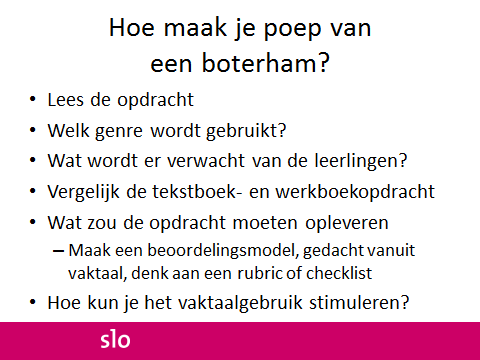 Hoe maak je poep van
een boterham?
• Lees de opdracht
• Welk genre wordt gebruikt?
• Wat wordt er verwacht van de leerlingen?
• Vergelijk de tekstboek- en werkboekopdracht
• Wat zou de opdracht moeten opleveren
– Maak een beoordelingsmodel, gedacht vanuit
vaktaal, denk aan een rubric of checklist
• Hoe kun je het vaktaalgebruik stimuleren?
slo